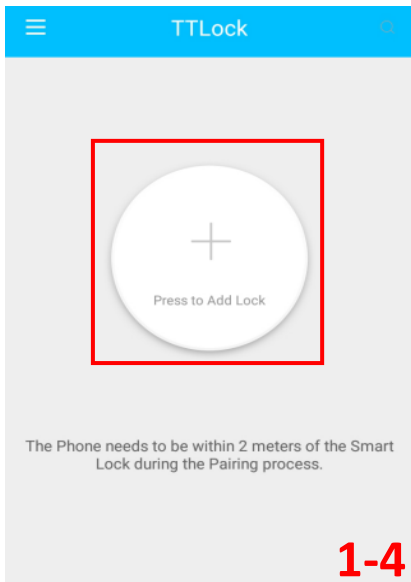 TTLock
Press to Add Lock
The Phone needs to be within 2 meters of the Smart
Lock during the Pairing process.
1-4